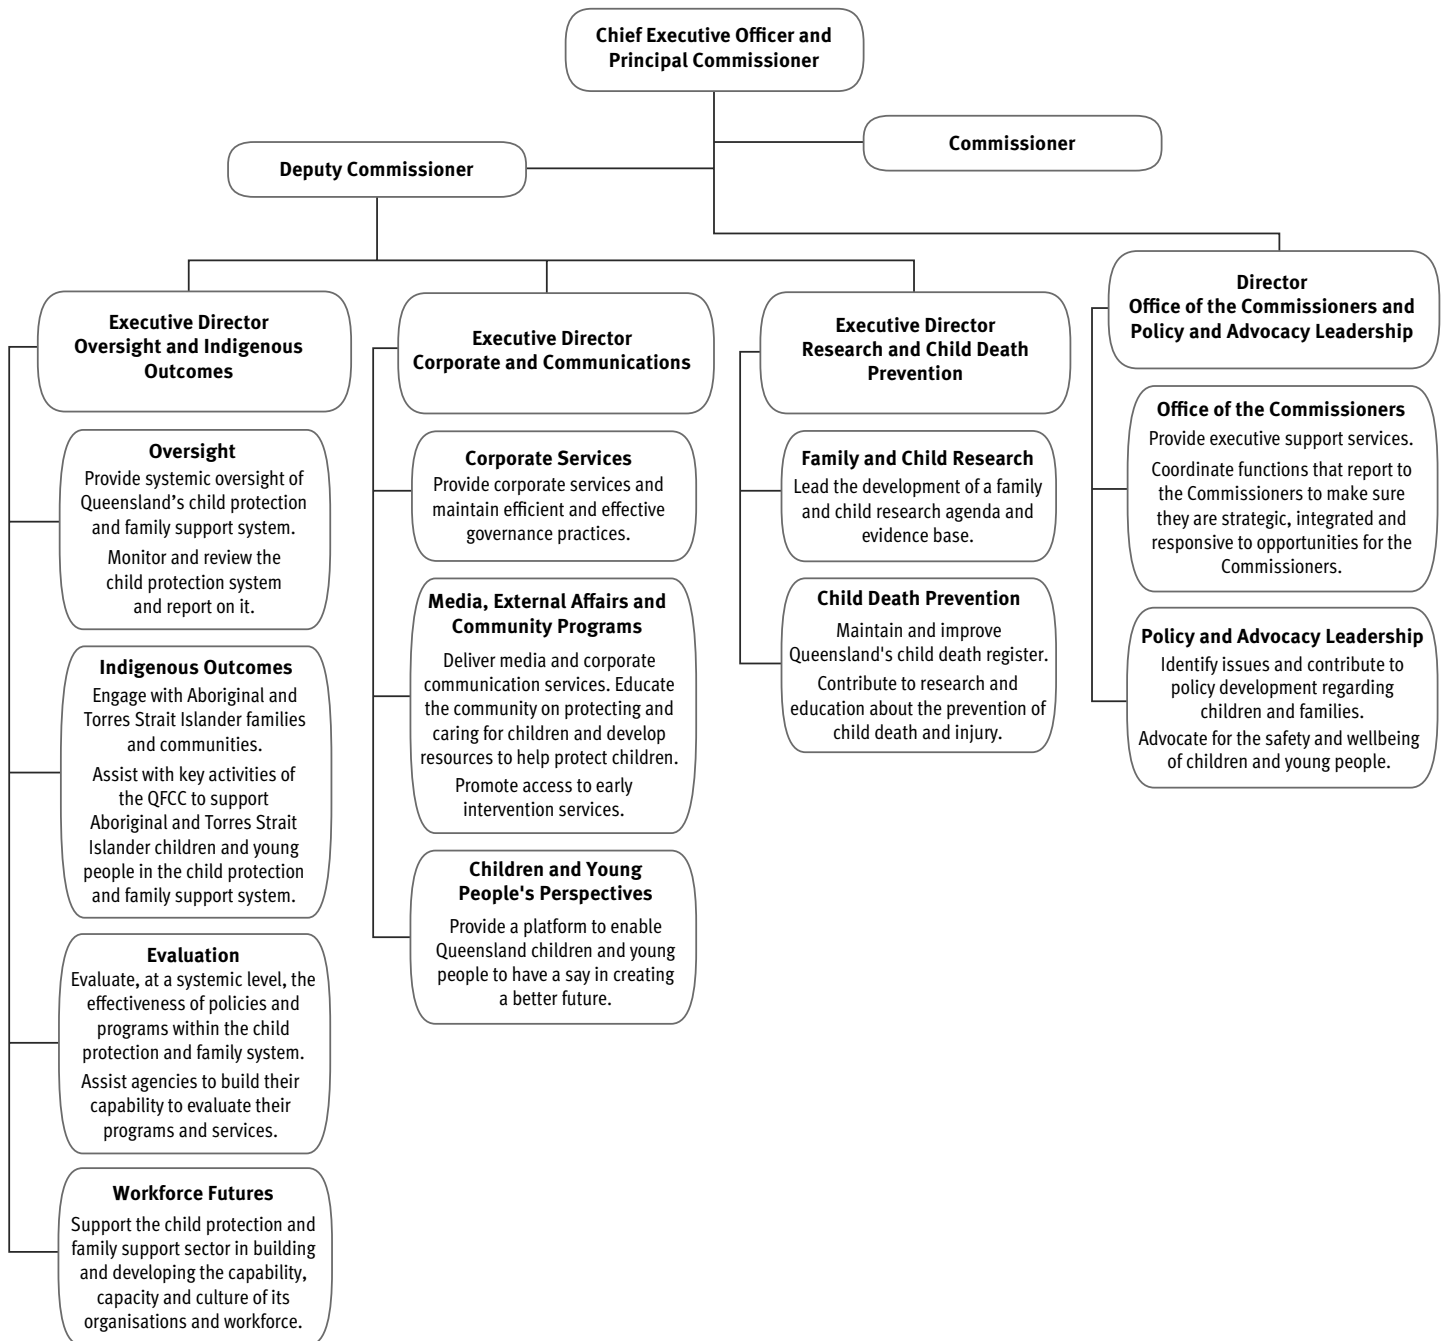 Chief Executive Officer and
Principal Commissioner
Commissioner
Deputy Commissioner
Executive Director
Oversight and Indigenous
Outcomes
Oversight
Provide systemic oversight of
Queensland’s child protection
and family support system.
Monitor and review the
child protection system
and report on it.
Indigenous Outcomes
Engage with Aboriginal and
Torres Strait Islander families
and communities.
Assist with key activities of
the QFCC to support
Aboriginal and Torres Strait
Islander children and young
people in the child protection
and family support system.
Evaluation
Evaluate, at a systemic level, the
effectiveness of policies and
programs within the child
protection and family system.
Assist agencies to build their
capability to evaluate their
programs and services.
Workforce Futures
Support the child protection and
family support sector in building
and developing the capability,
capacity and culture of its
organisations and workforce.
Executive Director
Corporate and Communications
Corporate Services
Provide corporate services and
maintain efficient and effective
governance practices.
Media, External Affairs and
Community Programs
Deliver media and corporate
communication services. Educate
the community on protecting and
caring for children and develop
resources to help protect children.
Promote access to early
intervention services.
Children and Young
People's Perspectives
Provide a platform to enable
Queensland children and young
people to have a say in creating
a better future.
Executive Director
Research and Child Death
Prevention
Family and Child Research
Lead the development of a family
and child research agenda and
evidence base.
Child Death Prevention
Maintain and improve
Queensland's child death register.
Contribute to research and
education about the prevention of
child death and injury.
Director
Office of the Commissioners and
Policy and Advocacy Leadership
Office of the Commissioners
Provide executive support services.
Coordinate functions that report to
the Commissioners to make sure
they are strategic, integrated and
responsive to opportunities for the
Commissioners.
Policy and Advocacy Leadership
Identify issues and contribute to
policy development regarding
children and families.
Advocate for the safety and wellbeing
of children and young people.